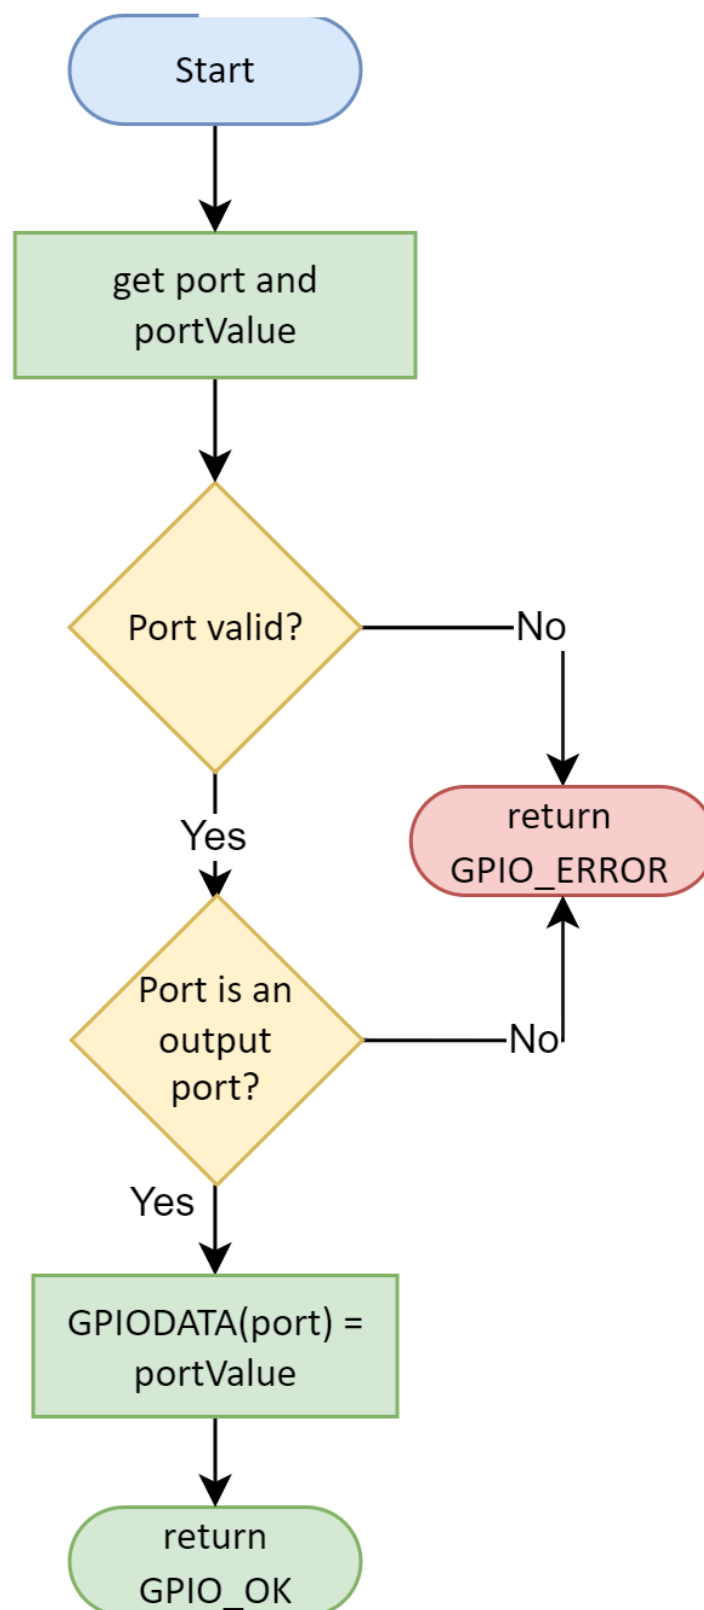 Start
get port and
portValue
Port valid?
No
Yes
return
GPIO_ERROR
Port is an
output
port?
No
Yes
GPIODATA(port) =
portValue
return
GPIO_OK